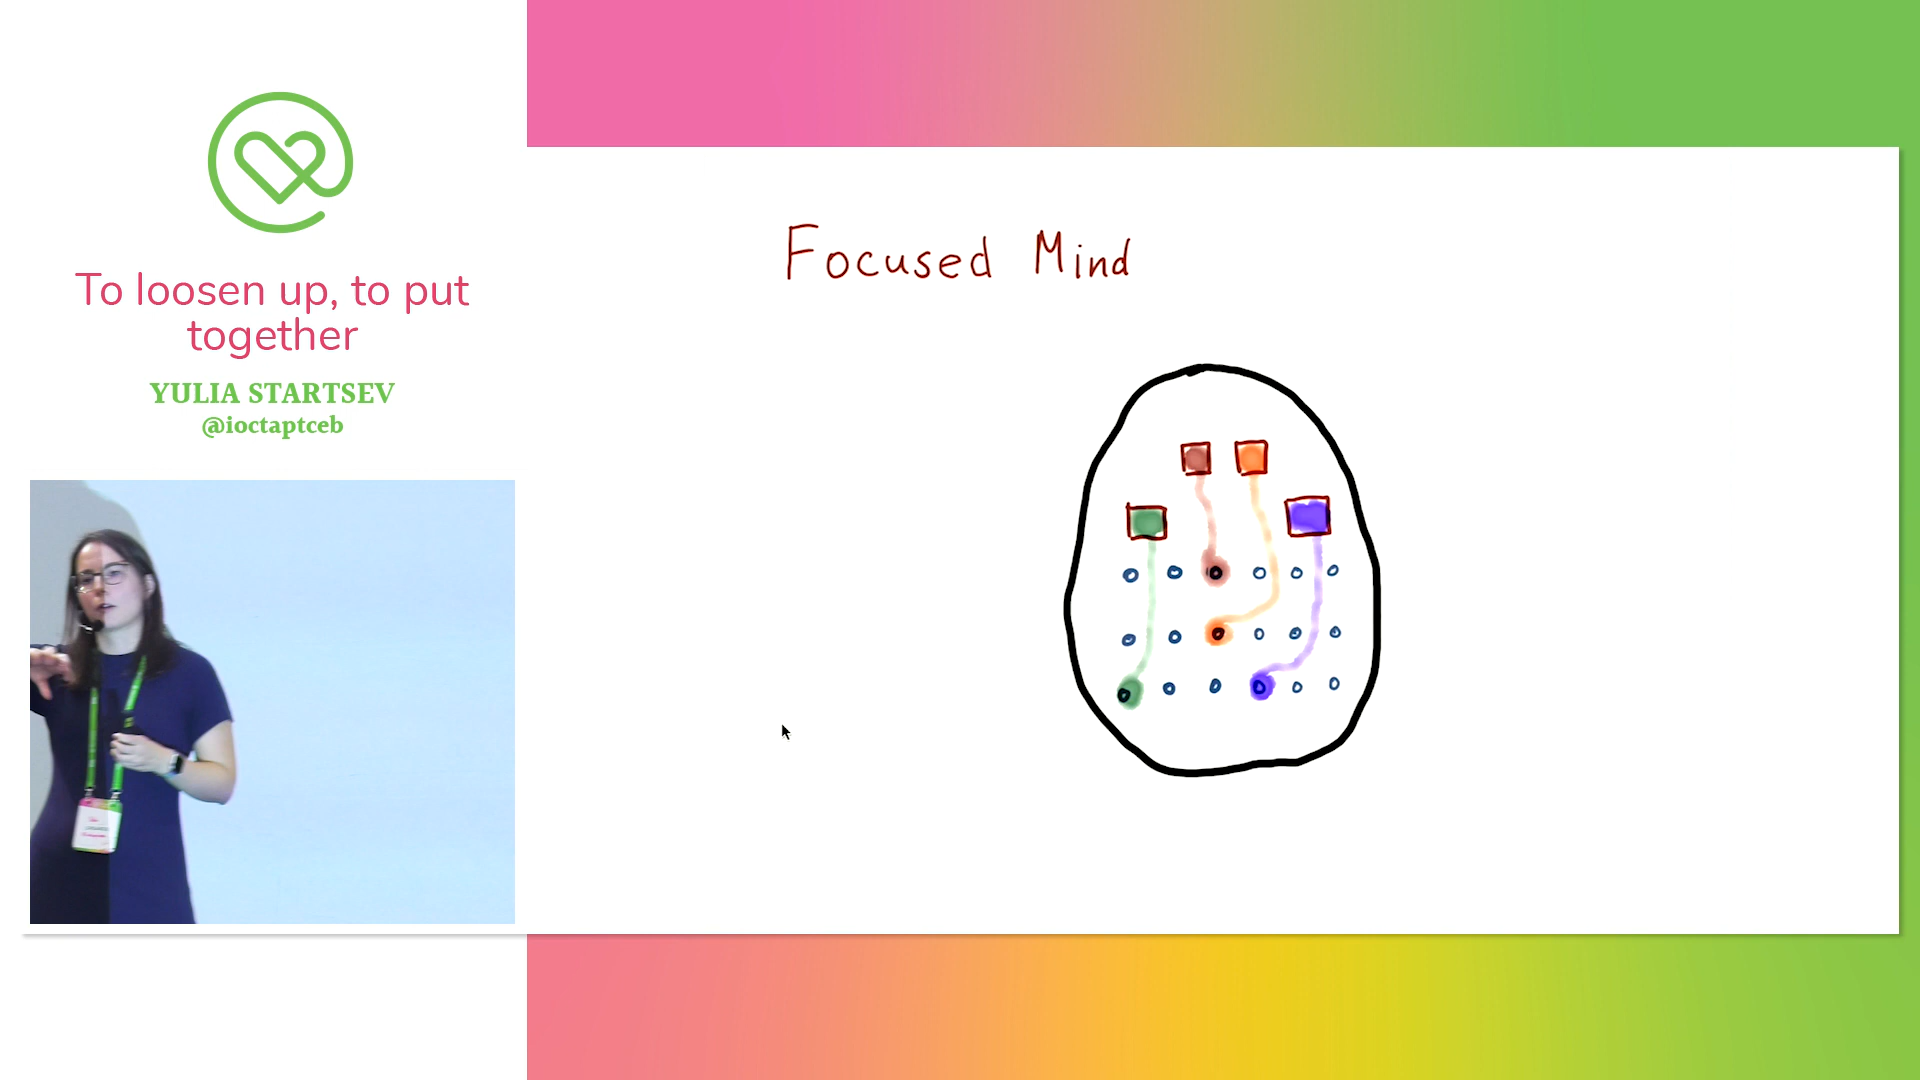 To loosen up, to put
together
YULIA STARTSEV
@ioctaptceb
Focused Mind